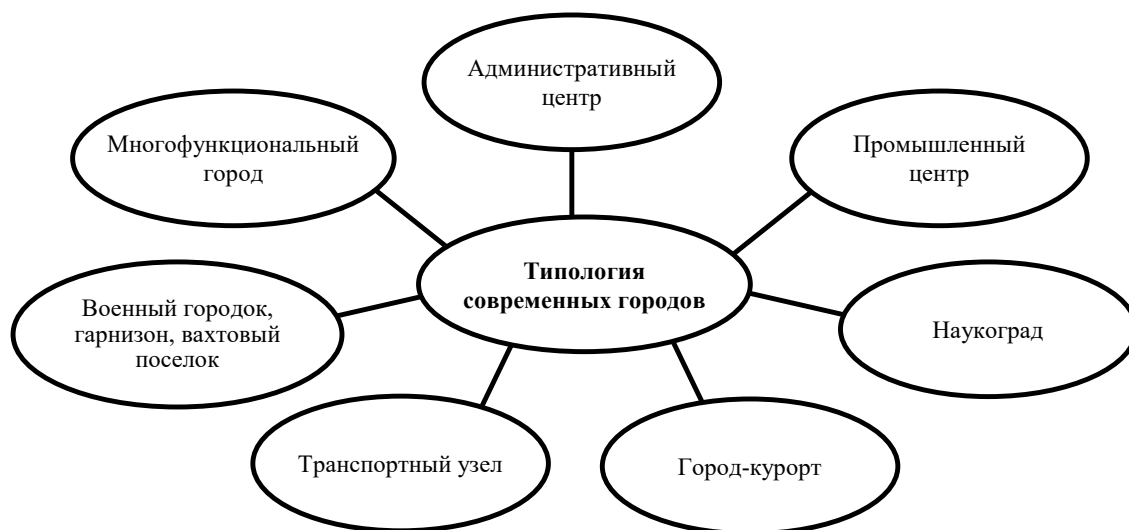 Административный
центр
Многофункциональный
город
Промышленный
центр
Типология
современных городов
Военный городок,
гарнизон, вахтовый
поселок
Наукоград
Транспортный узел
Город-курорт